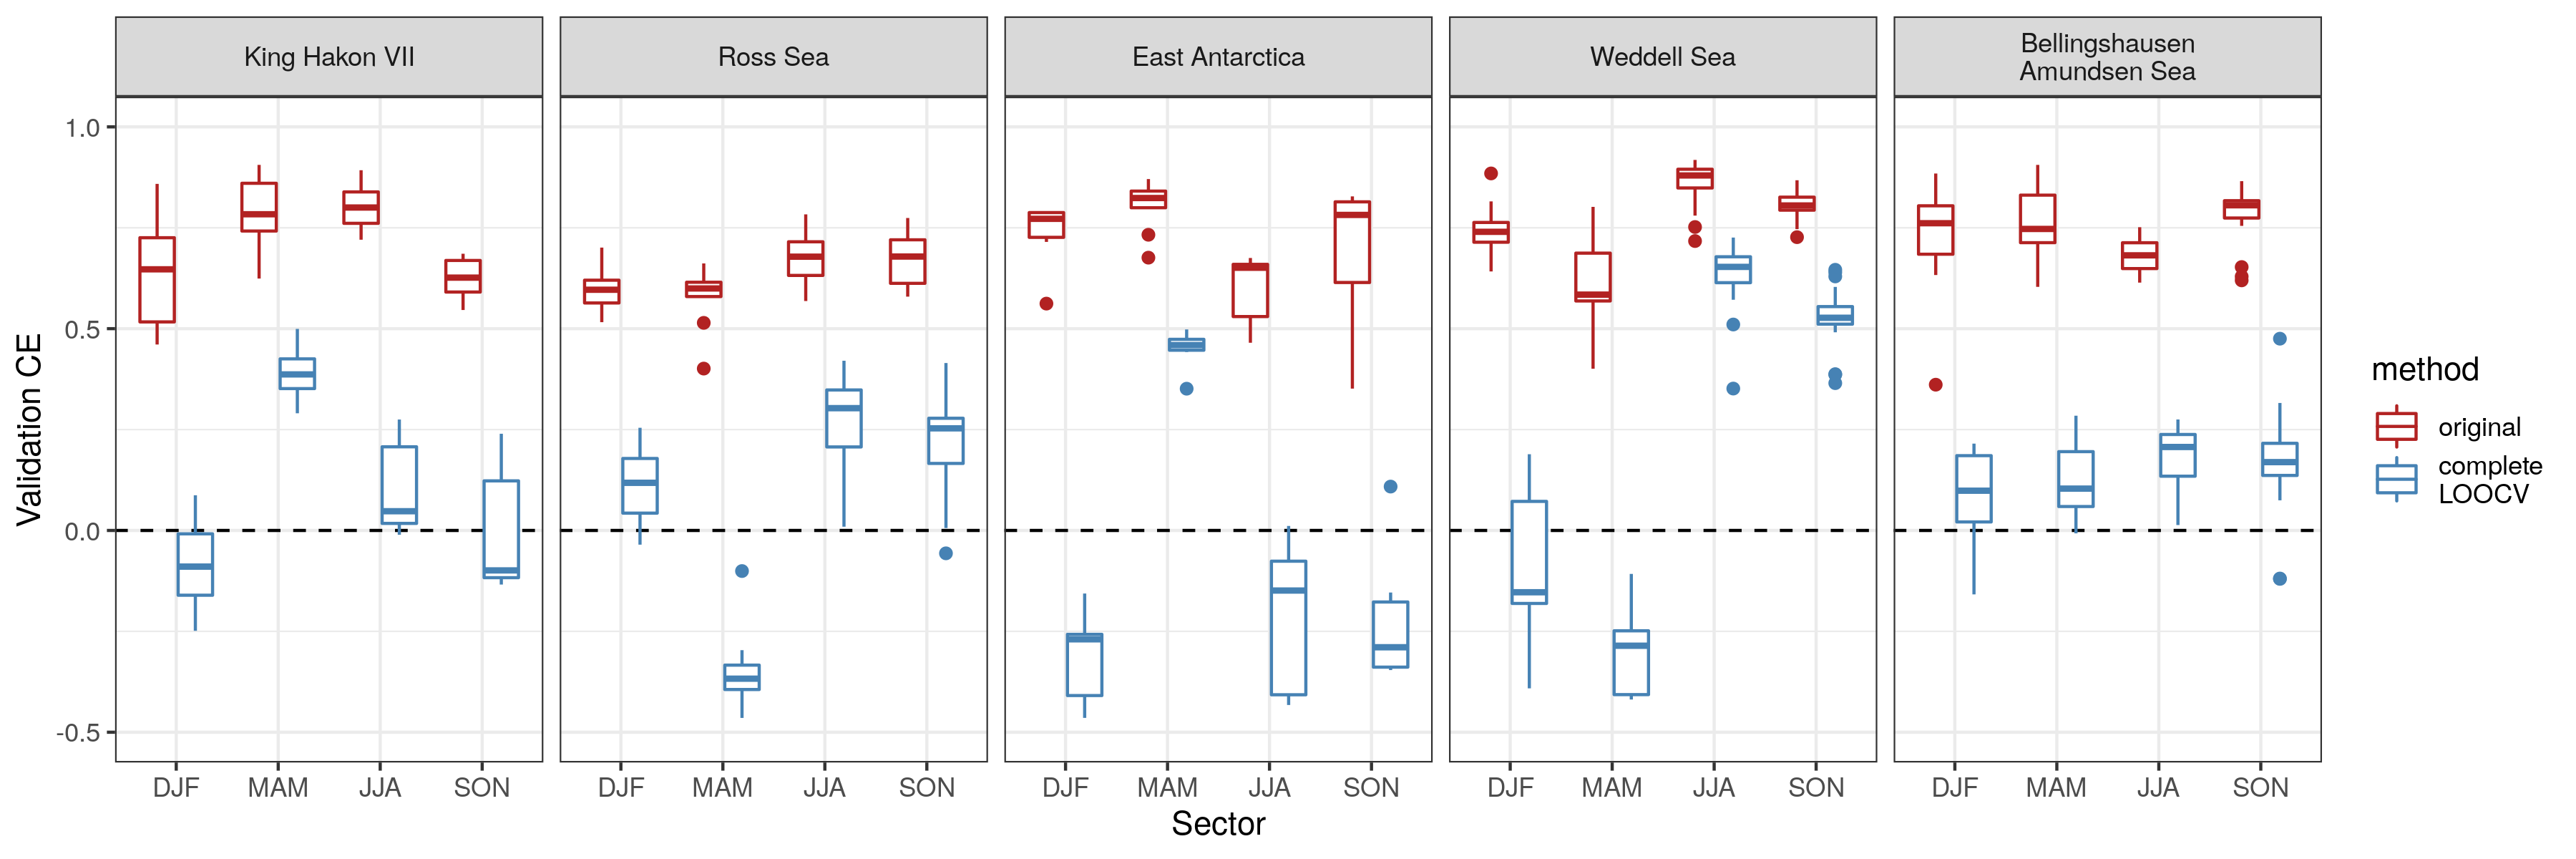 King Hakon VII
Ross Sea
East Antarctica
Weddell Sea
Bellingshausen
Amundsen Sea
Validation CE
1.0
0.5
0.0
-0.5
DJF MAM JJA SON
DJF MAM JJA SON
DJF MAM JJA SON
DJF MAM JJA SON
DJF MAM JJA SON
Sector
method
original
complete
LOOCV